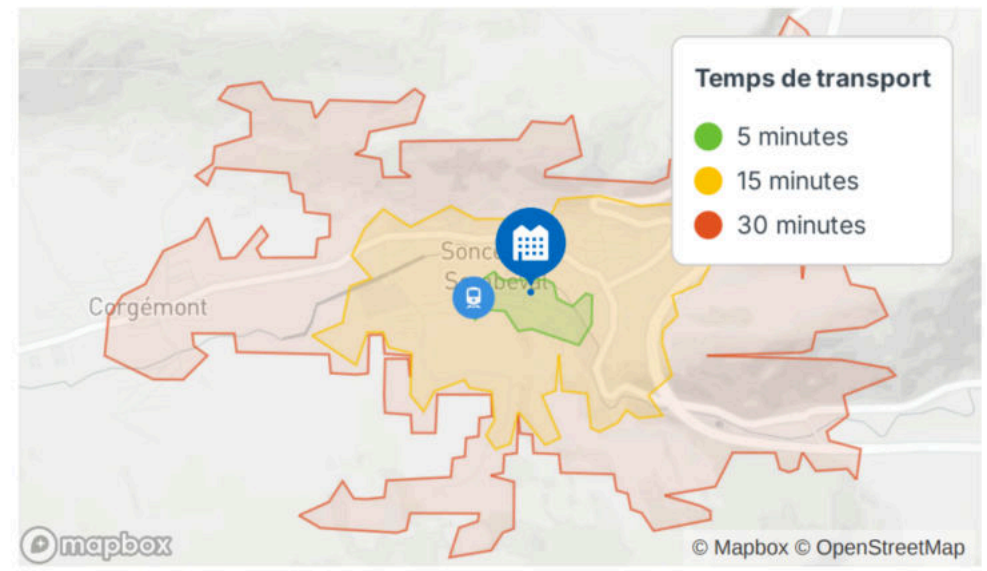 Temps de transport
5 minutes
15 minutes
30 minutes
Corgémont
mapbox
© Mapbox © OpenStreetMap